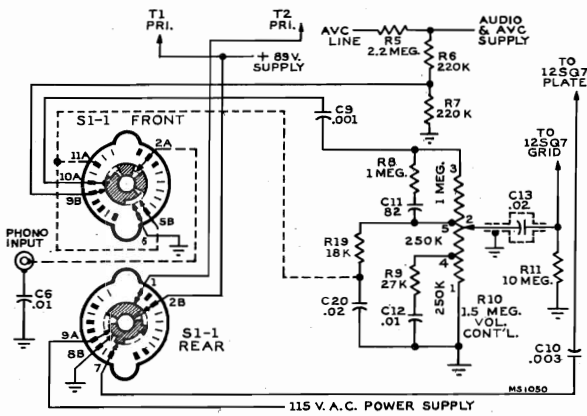 T1
PRI.
T2
PRI.
+ 89 V.
SUPPLY
AVC
LINE
R5
2.2 MEG.
AUDIO
& AVC
SUPPLY
R6
220K
R7
220K
TO
12SQ7
PLATE
S1-1 FRONT
11A
2A
10A
9B
5B
6
C9
.001
R8
1 MEG.
C11
82
3
1 MEG.
5
2
250K
4
250K
1
R10
1.5 MEG.
VOL.
CONT'L.
TO
12SQ7
GRID
C13
.02
R11
10 MEG.
PHONO
INPUT
C6
.01
R19
18K
C20
.02
R9
27K
C12
.01
C10
.003
1
2B
9A
8B
7
S1-1
REAR
MS1050
115 V. A.C. POWER SUPPLY